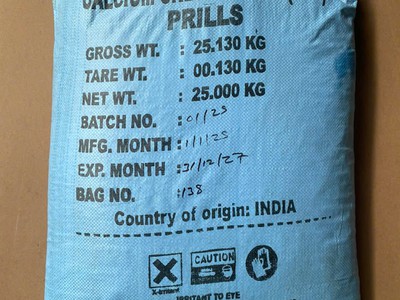 CALCIUM
PRILLS
GROSS WT. : 25.130 KG
TARE WT. : 00.130 KG
NET WT. : 25.000 KG
BATCH NO. : 01/25
MFG. MONTH : 1/1/25
EXP. MONTH : 31/12/27
BAG NO. : 138
Country of origin: INDIA
CAUTION
X-Irritant
IRRITANT TO EYE